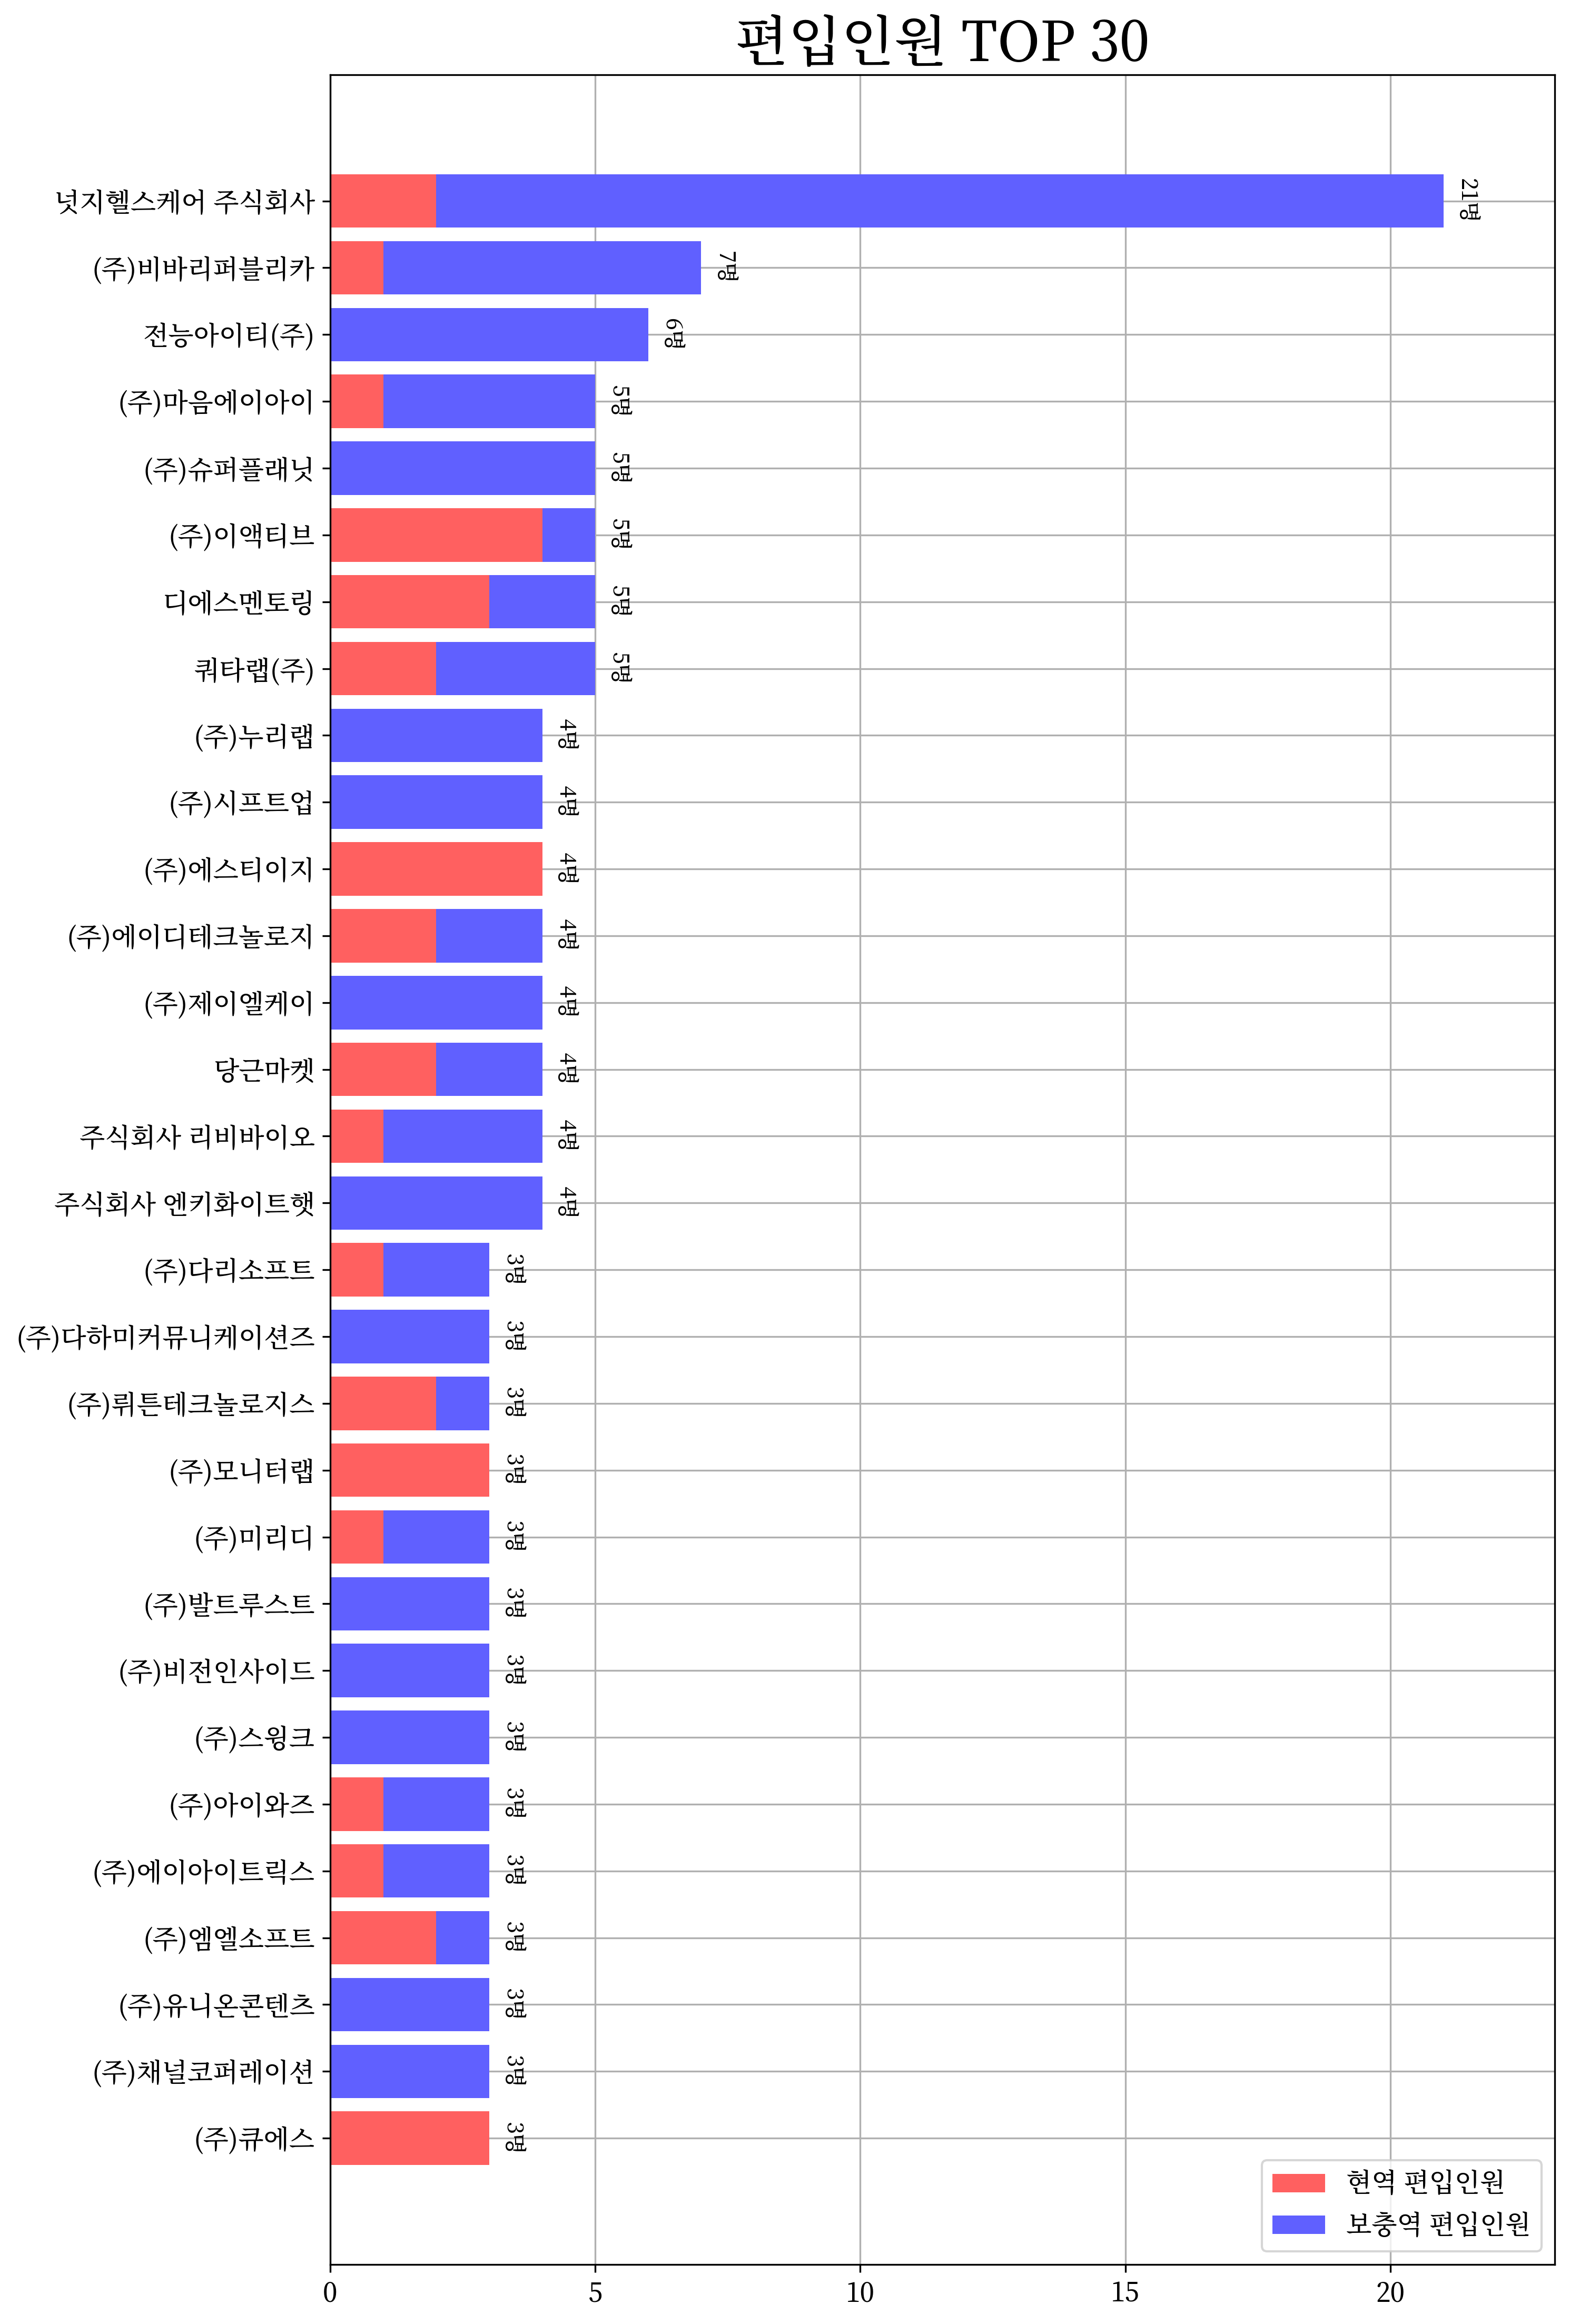 편입인원 TOP 30
넛지헬스케어 주식회사 21명
(주)비바리퍼블리카 7명
전능아이티(주) 6명
(주)마음에이아이 5명
(주)슈퍼플래닛 5명
(주)이액티브 5명
디에스멘토링 5명
쿼타랩(주) 5명
(주)누리랩 4명
(주)시프트업 4명
(주)에스티이지 4명
(주)에이디테크놀로지 4명
(주)제이엘케이 4명
당근마켓 4명
주식회사 리비바이오 4명
주식회사 엔키화이트햇 4명
(주)다리소프트 3명
(주)다하미커뮤니케이션즈 3명
(주)뤼튼테크놀로지스 3명
(주)모니터랩 3명
(주)미리디 3명
(주)발트루스트 3명
(주)비전인사이드 3명
(주)스윙크 3명
(주)아이와즈 3명
(주)에이아이트릭스 3명
(주)엠엘소프트 3명
(주)유니온콘텐츠 3명
(주)채널코퍼레이션 3명
(주)큐에스 3명
현역 편입인원
보충역 편입인원
0 5 10 15 20